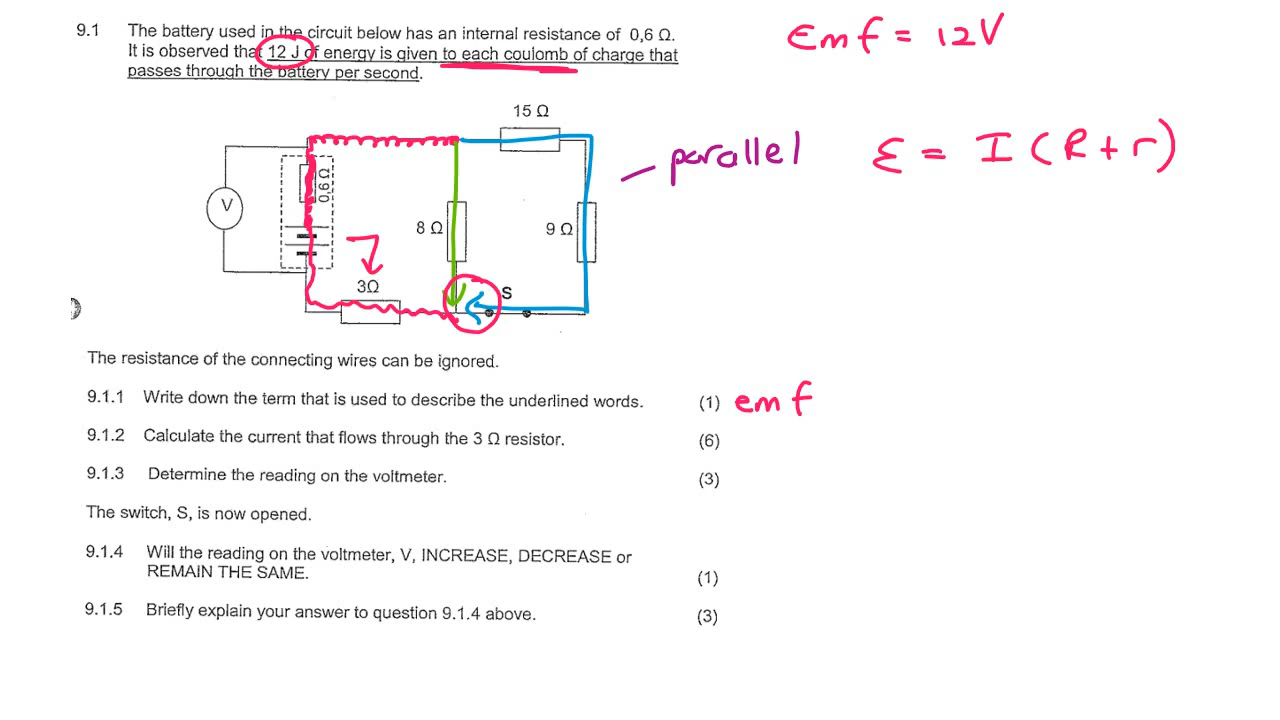 9.1 The battery used in the circuit below has an internal resistance of 0,6 Ω.
It is observed that 12 J of energy is given to each coulomb of charge that
passes through the battery per second.
Emf = 12V
15 Ω
parallel
ε = I (R + r)
0,6 Ω
V
8 Ω
9 Ω
3Ω
S
The resistance of the connecting wires can be ignored.
9.1.1 Write down the term that is used to describe the underlined words. (1) emf
9.1.2 Calculate the current that flows through the 3 Ω resistor. (6)
9.1.3 Determine the reading on the voltmeter. (3)
The switch, S, is now opened.
9.1.4 Will the reading on the voltmeter, V, INCREASE, DECREASE or
REMAIN THE SAME. (1)
9.1.5 Briefly explain your answer to question 9.1.4 above. (3)